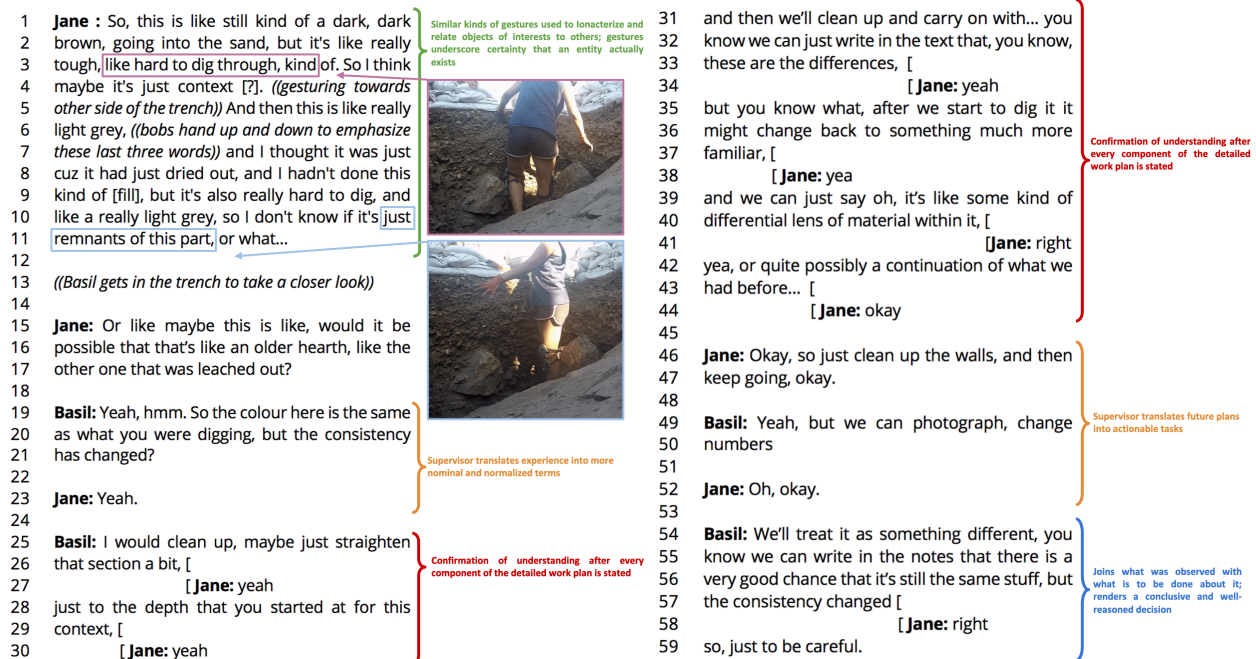 1 Jane : So, this is like still kind of a dark, dark
2 brown, going into the sand, but it's like really
3 tough, like hard to dig through, kind of. So I think
4 maybe it's just context [?]. ((gesturing towards
5 other side of the trench)) And then this is like really
6 light grey, ((bobs hand up and down to emphasize
7 these last three words)) and I thought it was just
8 cuz it had just dried out, and I hadn't done this
9 kind of [fill], but it's also really hard to dig, and
10 like a really light grey, so I don't know if it's just
11 remnants of this part, or what...
12
13 ((Basil gets in the trench to take a closer look))
14
15 Jane: Or like maybe this is like, would it be
16 possible that that's like an older hearth, like the
17 other one that was leached out?
18
19 Basil: Yeah, hmm. So the colour here is the same
20 as what you were digging, but the consistency
21 has changed?
22
23 Jane: Yeah.
24
25 Basil: I would clean up, maybe just straighten
26 that section a bit, [
27 [ Jane: yeah
28 just to the depth that you started at for this
29 context, [
30 [ Jane: yeah
Similar kinds of gestures used to Ionacterize and
relate objects of interests to others; gestures
underscore certainty that an entity actually
exists
Supervisor translates experience into more
nominal and normalized terms
Confirmation of understanding after every
component of the detailed work plan is stated
31 and then we'll clean up and carry on with... you
32 know we can just write in the text that, you know,
33 these are the differences, [
34 [ Jane: yeah
35 but you know what, after we start to dig it it
36 might change back to something much more
37 familiar, [
38 [ Jane: yea
39 and we can just say oh, it's like some kind of
40 differential lens of material within it, [
41 [Jane: right
42 yea, or quite possibly a continuation of what we
43 had before... [
44 [ Jane: okay
45
46 Jane: Okay, so just clean up the walls, and then
47 keep going, okay.
48
49 Basil: Yeah, but we can photograph, change
50 numbers
51
52 Jane: Oh, okay.
53
54 Basil: We'll treat it as something different, you
55 know we can write in the notes that there is a
56 very good chance that it's still the same stuff, but
57 the consistency changed [
58 [ Jane: right
59 so, just to be careful.
Confirmation of understanding after
every component of the detailed
work plan is stated
Supervisor translates future plans
into actionable tasks
Joins what was observed with
what is to be done about it;
renders a conclusive and well-
reasoned decision